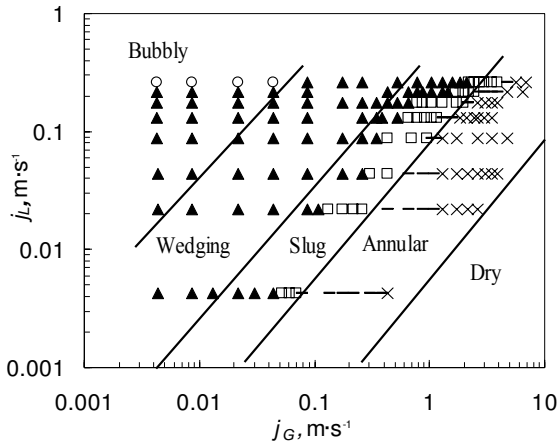 1
Bubbly
0.1
j_L, m·s⁻¹
0.01
Wedging
Slug
Annular
Dry
0.001
0.001
0.01
0.1
1
10
j_G, m·s⁻¹